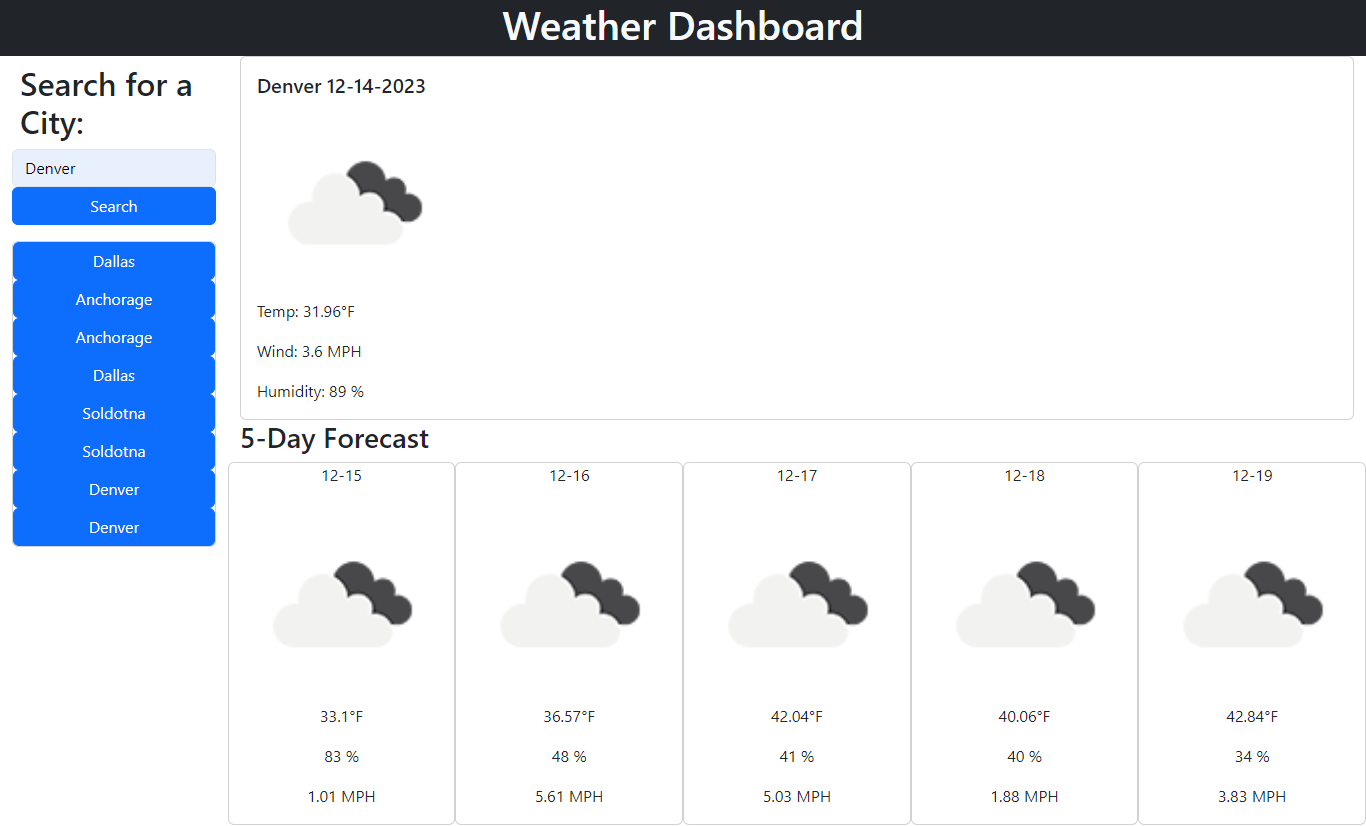 Weather Dashboard
Search for a
City:
Denver
Search
Dallas
Anchorage
Anchorage
Dallas
Soldotna
Soldotna
Denver
Denver
Denver 12-14-2023
Temp: 31.96°F
Wind: 3.6 MPH
Humidity: 89 %
5-Day Forecast
12-15
33.1°F
83 %
1.01 MPH
12-16
36.57°F
48 %
5.61 MPH
12-17
42.04°F
41 %
5.03 MPH
12-18
40.06°F
40 %
1.88 MPH
12-19
42.84°F
34 %
3.83 MPH